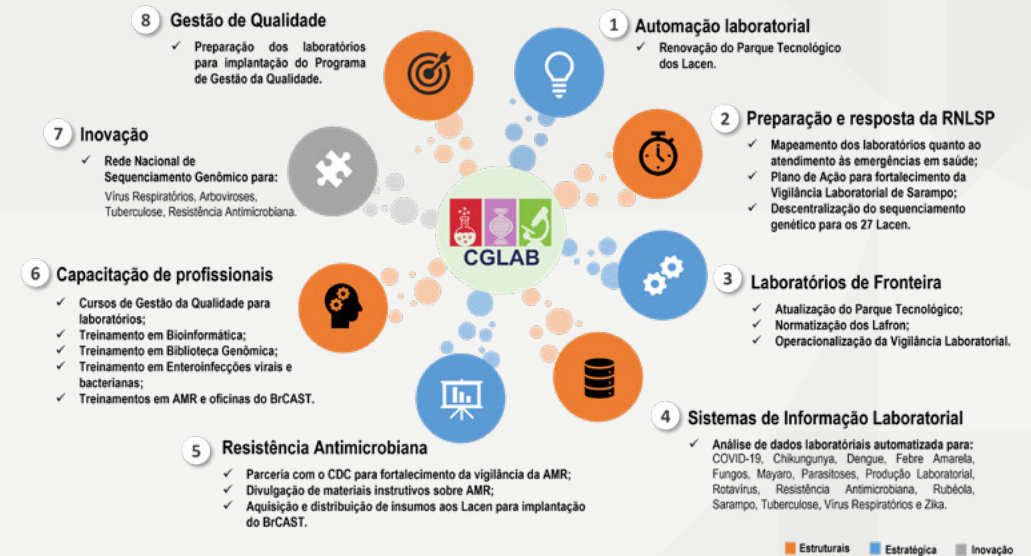 8 Gestão de Qualidade
✓ Preparação dos laboratórios
para implantação do Programa
de Gestão da Qualidade.
1 Automação laboratorial
✓ Renovação do Parque Tecnológico
dos Lacen.
2 Preparação e resposta da RNLSP
✓ Mapeamento dos laboratórios quanto ao
atendimento às emergências em saúde;
✓ Plano de Ação para fortalecimento da
Vigilância Laboratorial de Sarampo;
✓ Descentralização do sequenciamento
genético para os 27 Lacen.
7 Inovação
✓ Rede Nacional de
Sequenciamento Genômico para:
Vírus Respiratórios, Arboviroses,
Tuberculose, Resistência Antimicrobiana.
CGLAB
3 Laboratórios de Fronteira
✓ Atualização do Parque Tecnológico;
✓ Normatização dos Lafron;
✓ Operacionalização da Vigilância Laboratorial.
6 Capacitação de profissionais
✓ Cursos de Gestão da Qualidade para
laboratórios;
✓ Treinamento em Bioinformática;
✓ Treinamento em Biblioteca Genômica;
✓ Treinamento em Enteroinfecções virais e
bacterianas;
✓ Treinamentos em AMR e oficinas do BrCAST.
4 Sistemas de Informação Laboratorial
✓ Análise de dados laboratóriais automatizada para:
COVID-19, Chikungunya, Dengue, Febre Amarela,
Fungos, Mayaro, Parasitoses, Produção Laboratorial,
Rotavírus, Resistência Antimicrobiana, Rubéola,
Sarampo, Tuberculose, Vírus Respiratórios e Zika.
5 Resistência Antimicrobiana
✓ Parceria com o CDC para fortalecimento da vigilância da AMR;
✓ Divulgação de materiais instrutivos sobre AMR;
✓ Aquisição e distribuição de insumos aos Lacen para implantação
do BrCAST.
Estruturais Estratégica Inovação